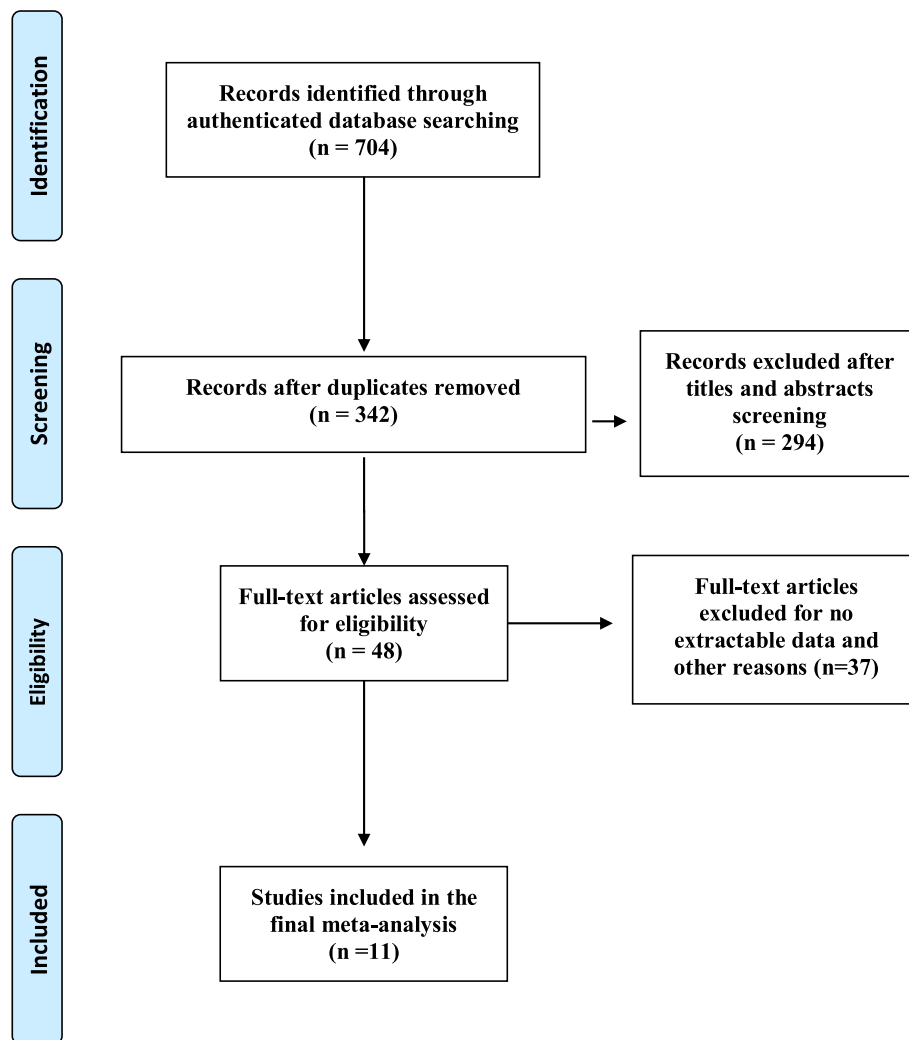 Identification
Records identified through
authenticated database searching
(n = 704)
Screening
Records after duplicates removed
(n = 342)
Records excluded after
titles and abstracts
screening
(n = 294)
Eligibility
Full-text articles assessed
for eligibility
(n = 48)
Full-text articles
excluded for no
extractable data and
other reasons (n=37)
Included
Studies included in the
final meta-analysis
(n =11)